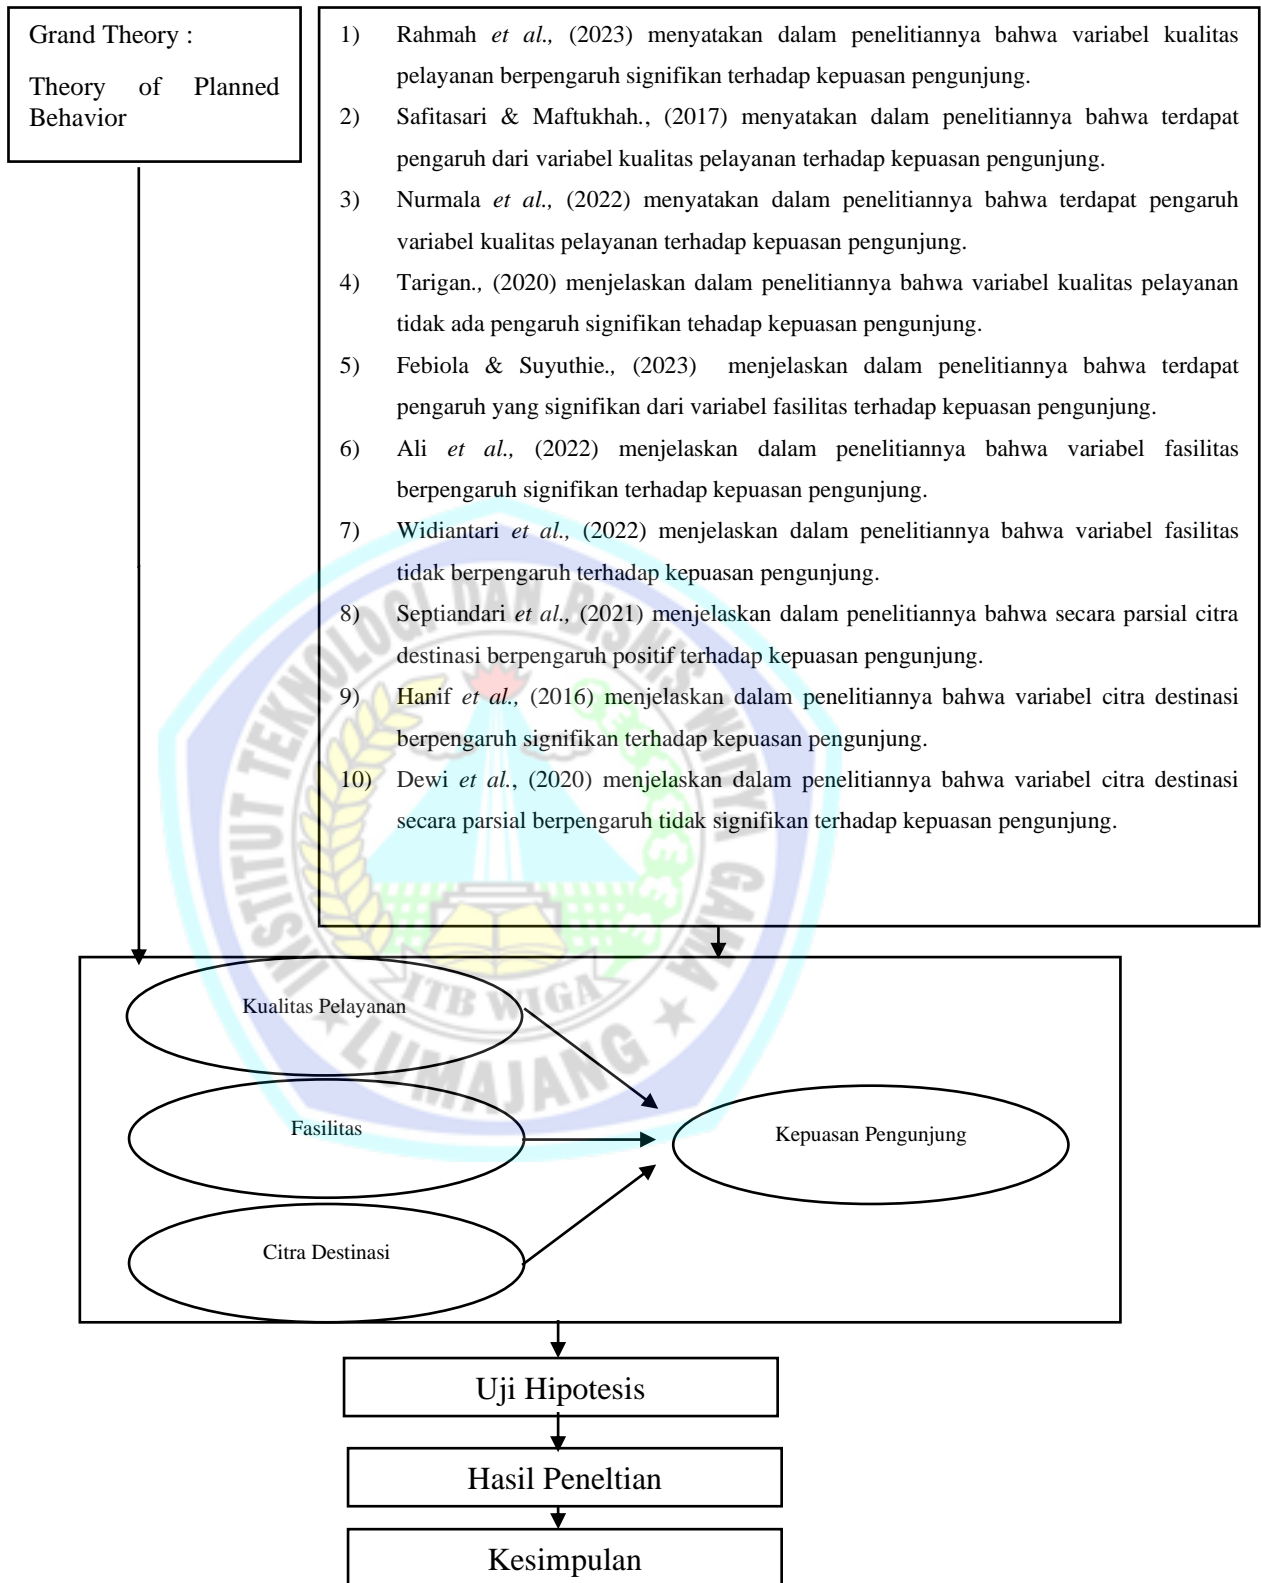 Grand Theory :
Theory of Planned
Behavior
1) Rahmah et al., (2023) menyatakan dalam penelitiannya bahwa variabel kualitas
pelayanan berpengaruh signifikan terhadap kepuasan pengunjung.
2) Safitasari & Maftukhah., (2017) menyatakan dalam penelitiannya bahwa terdapat
pengaruh dari variabel kualitas pelayanan terhadap kepuasan pengunjung.
3) Nurmala et al., (2022) menyatakan dalam penelitiannya bahwa terdapat pengaruh
variabel kualitas pelayanan terhadap kepuasan pengunjung.
4) Tarigan., (2020) menjelaskan dalam penelitiannya bahwa variabel kualitas pelayanan
tidak ada pengaruh signifikan tehadap kepuasan pengunjung.
5) Febiola & Suyuthie., (2023) menjelaskan dalam penelitiannya bahwa terdapat
pengaruh yang signifikan dari variabel fasilitas terhadap kepuasan pengunjung.
6) Ali et al., (2022) menjelaskan dalam penelitiannya bahwa variabel fasilitas
berpengaruh signifikan terhadap kepuasan pengunjung.
7) Widiantari et al., (2022) menjelaskan dalam penelitiannya bahwa variabel fasilitas
tidak berpengaruh terhadap kepuasan pengunjung.
8) Septiandari et al., (2021) menjelaskan dalam penelitiannya bahwa secara parsial citra
destinasi berpengaruh positif terhadap kepuasan pengunjung.
9) Hanif et al., (2016) menjelaskan dalam penelitiannya bahwa variabel citra destinasi
berpengaruh signifikan terhadap kepuasan pengunjung.
10) Dewi et al., (2020) menjelaskan dalam penelitiannya bahwa variabel citra destinasi
secara parsial berpengaruh tidak signifikan terhadap kepuasan pengunjung.
INSTITUT TEKNOLOGI DAN BISNIS WIDYA GAMA
ITB WIGA
LUMAJANG
Kualitas Pelayanan
Fasilitas
Kepuasan Pengunjung
Citra Destinasi
Uji Hipotesis
Hasil Peneltian
Kesimpulan